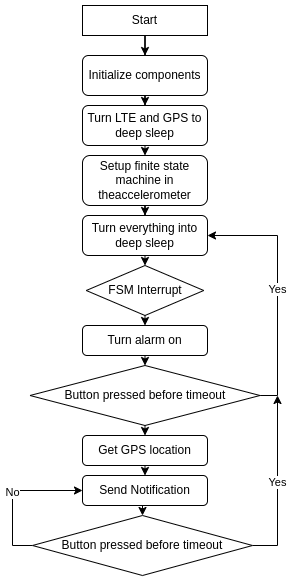 Start
Initialize components
Turn LTE and GPS to
deep sleep
Setup finite state
machine in
theaccelerometer
Turn everything into
deep sleep
FSM Interrupt
Yes
Turn alarm on
Button pressed before timeout
Get GPS location
Yes
Send Notification
No
Button pressed before timeout